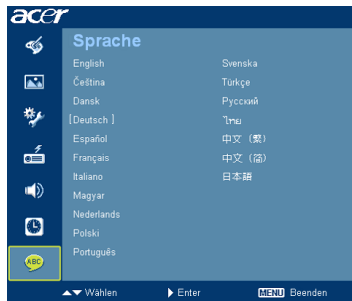 acer
Sprache
English
Čeština
Dansk
[Deutsch ]
Español
Français
Italiano
Magyar
Nederlands
Polski
Português
Svenska
Türkçe
Русский
ไทย
中文 (繁)
中文 (简)
日本語
ABC
▲▼ Wählen ▶ Enter MENU Beenden